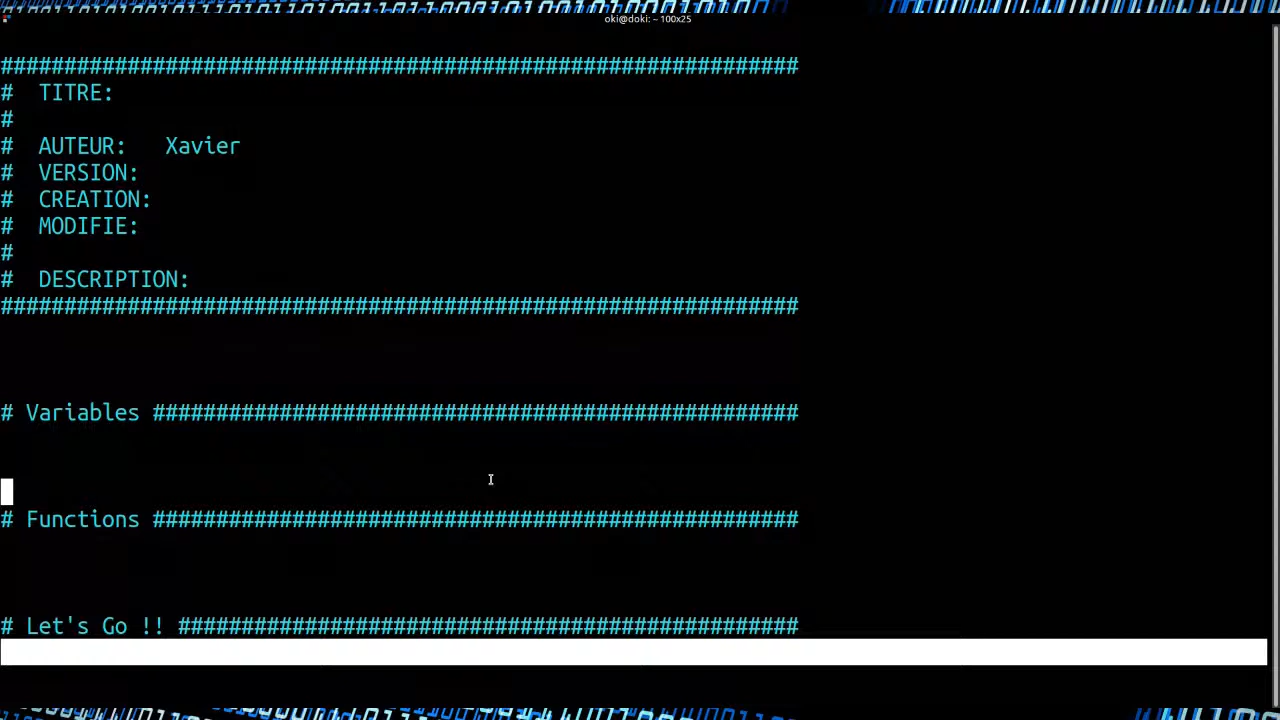 oki@doki: ~ 100x25
################################################################
#  TITRE:
#
#  AUTEUR:   Xavier
#  VERSION:
#  CREATION:
#  MODIFIE:
#
#  DESCRIPTION:
################################################################
# Variables ####################################################
# Functions ####################################################
# Let's Go !! ##################################################